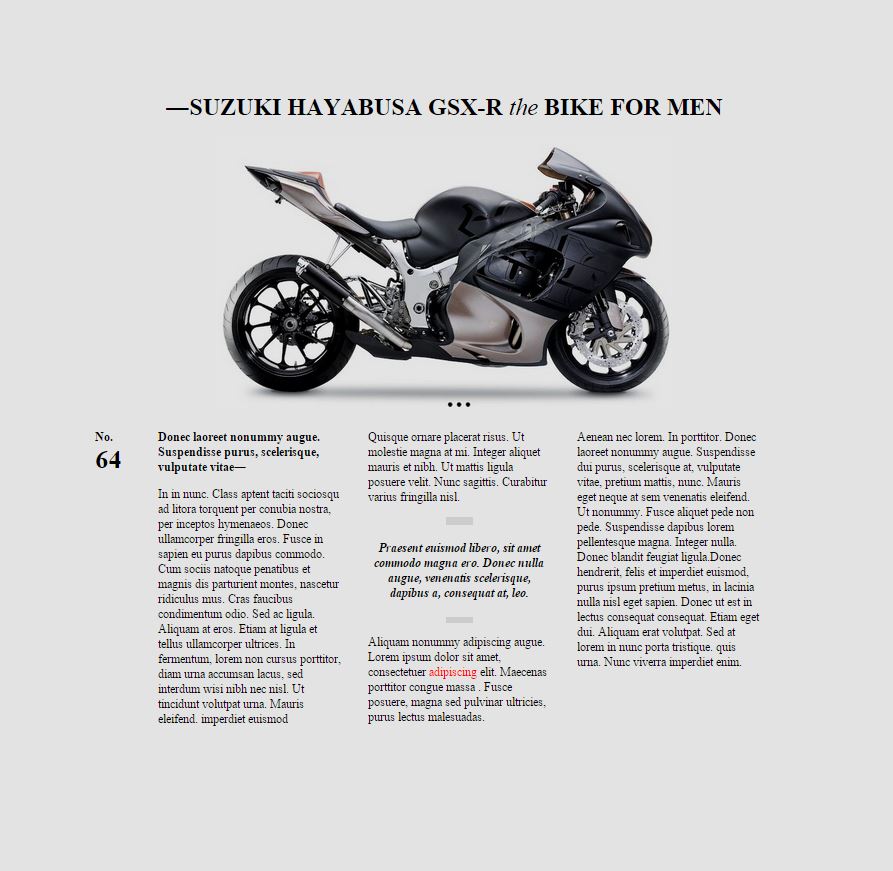 —SUZUKI HAYABUSA GSX-R the BIKE FOR MEN
No.
64
Donec laoreet nonummy augue.
Suspendisse purus, scelerisque,
vulputate vitae—
In in nunc. Class aptent taciti sociosqu
ad litora torquent per conubia nostra,
per inceptos hymenaeos. Donec
ullamcorper fringilla eros. Fusce in
sapien eu purus dapibus commodo.
Cum sociis natoque penatibus et
magnis dis parturient montes, nascetur
ridiculus mus. Cras faucibus
condimentum odio. Sed ac ligula.
Aliquam at eros. Etiam at ligula et
tellus ullamcorper ultrices. In
fermentum, lorem non cursus porttitor,
diam urna accumsan lacus, sed
interdum wisi nibh nec nisl. Ut
tincidunt volutpat urna. Mauris
eleifend. imperdiet euismod
Quisque ornare placerat risus. Ut
molestie magna at mi. Integer aliquet
mauris et nibh. Ut mattis ligula
posuere velit. Nunc sagittis. Curabitur
varius fringilla nisl.
Praesent euismod libero, sit amet
commodo magna ero. Donec nulla
augue, venenatis scelerisque,
dapibus a, consequat at, leo.
Aliquam nonummy adipiscing augue.
Lorem ipsum dolor sit amet,
consectetuer adipiscing elit. Maecenas
porttitor congue massa . Fusce
posuere, magna sed pulvinar ultricies,
purus lectus malesuadas.
Aenean nec lorem. In porttitor. Donec
laoreet nonummy augue. Suspendisse
dui purus, scelerisque at, vulputate
vitae, pretium mattis, nunc. Mauris
eget neque at sem venenatis eleifend.
Ut nonummy. Fusce aliquet pede non
pede. Suspendisse dapibus lorem
pellentesque magna. Integer nulla.
Donec blandit feugiat ligula.Donec
hendrerit, felis et imperdiet euismod,
purus ipsum pretium metus, in lacinia
nulla nisl eget sapien. Donec ut est in
lectus consequat consequat. Etiam eget
dui. Aliquam erat volutpat. Sed at
lorem in nunc porta tristique. quis
urna. Nunc viverra imperdiet enim.